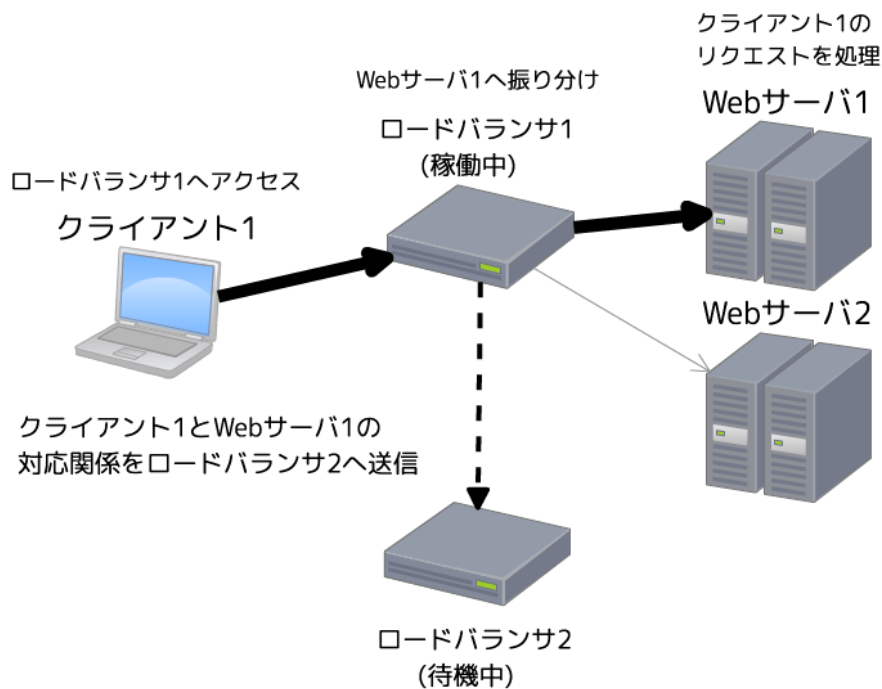 クライアント1の
リクエストを処理
Webサーバ1
Webサーバ1へ振り分け
ロードバランサ1
(稼働中)
ロードバランサ1へアクセス
クライアント1
Webサーバ2
クライアント1とWebサーバ1の
対応関係をロードバランサ2へ送信
ロードバランサ2
(待機中)